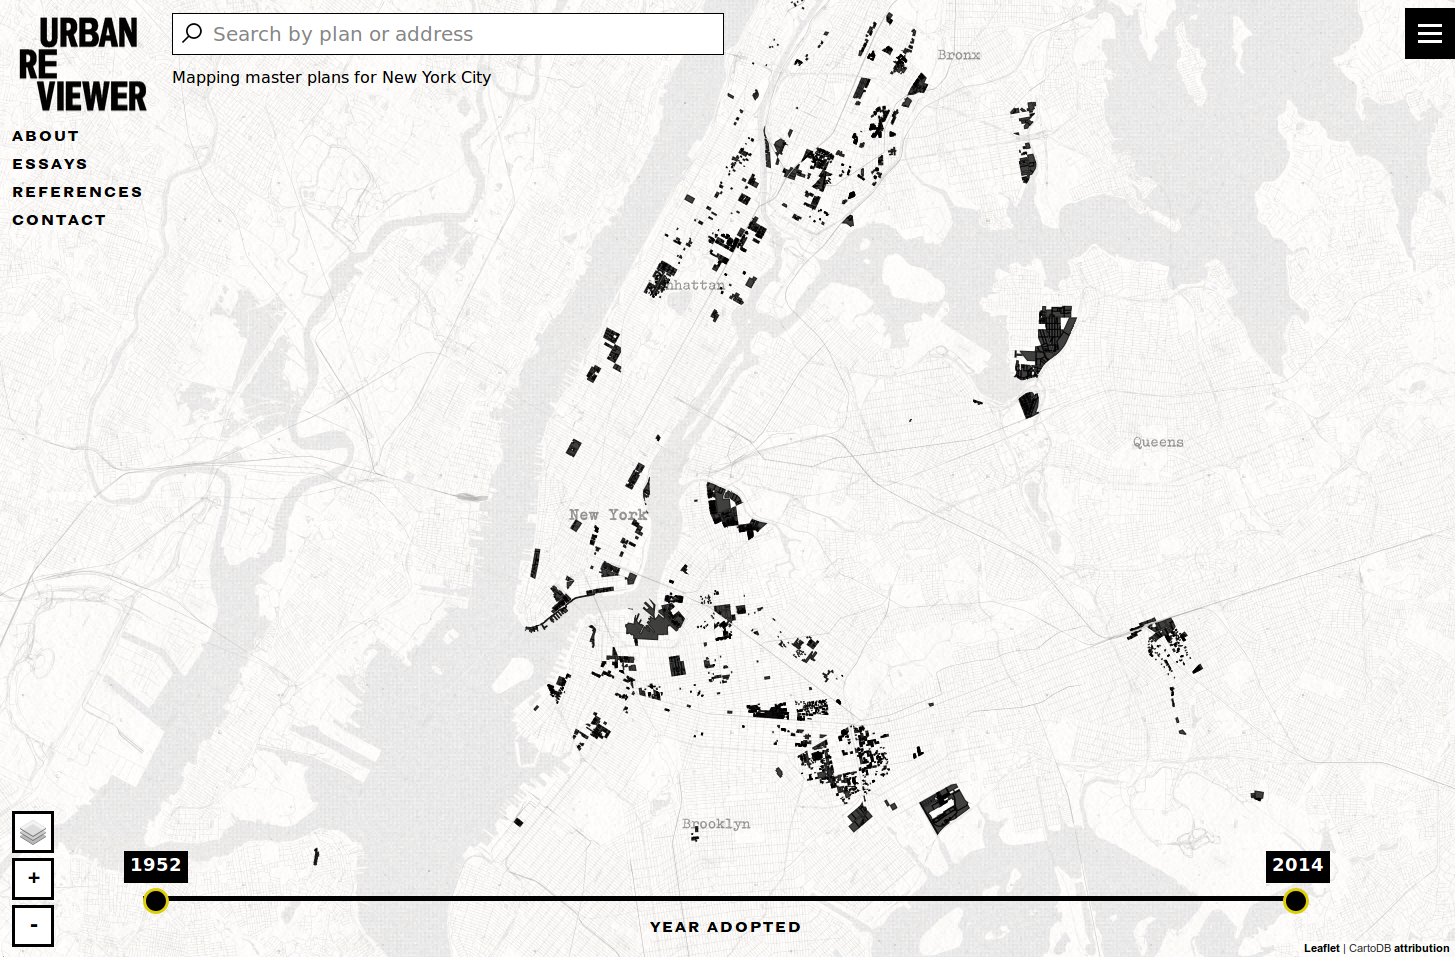 URBAN
RE
VIEWER
Search by plan or address
Mapping master plans for New York City
ABOUT
ESSAYS
REFERENCES
CONTACT
Bronx
nhattan
Queens
New York
Brooklyn
+
-
1952
2014
YEAR ADOPTED
Leaflet | CartoDB attribution